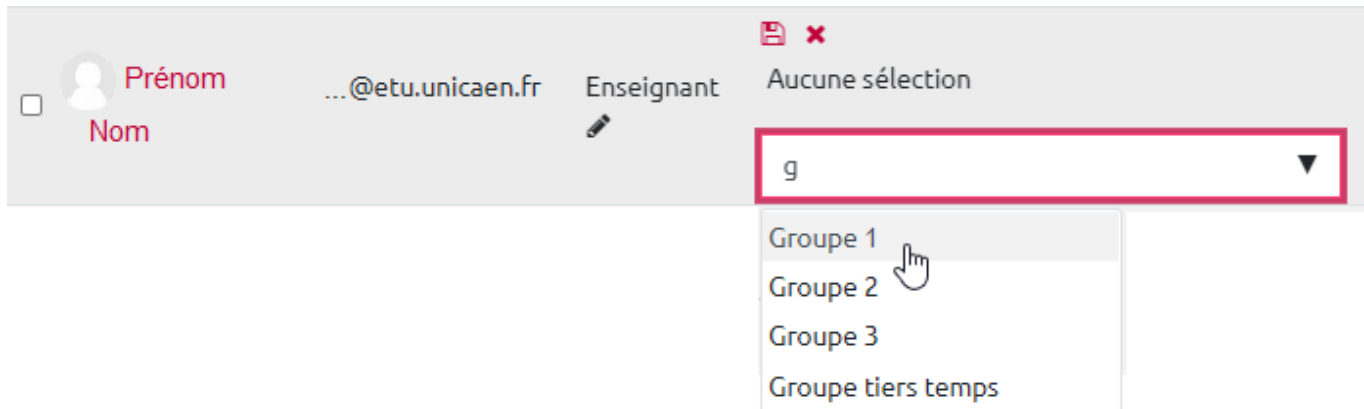 Prénom
Nom
...@etu.unicaen.fr
Enseignant
Aucune sélection
g
Groupe 1
Groupe 2
Groupe 3
Groupe tiers temps